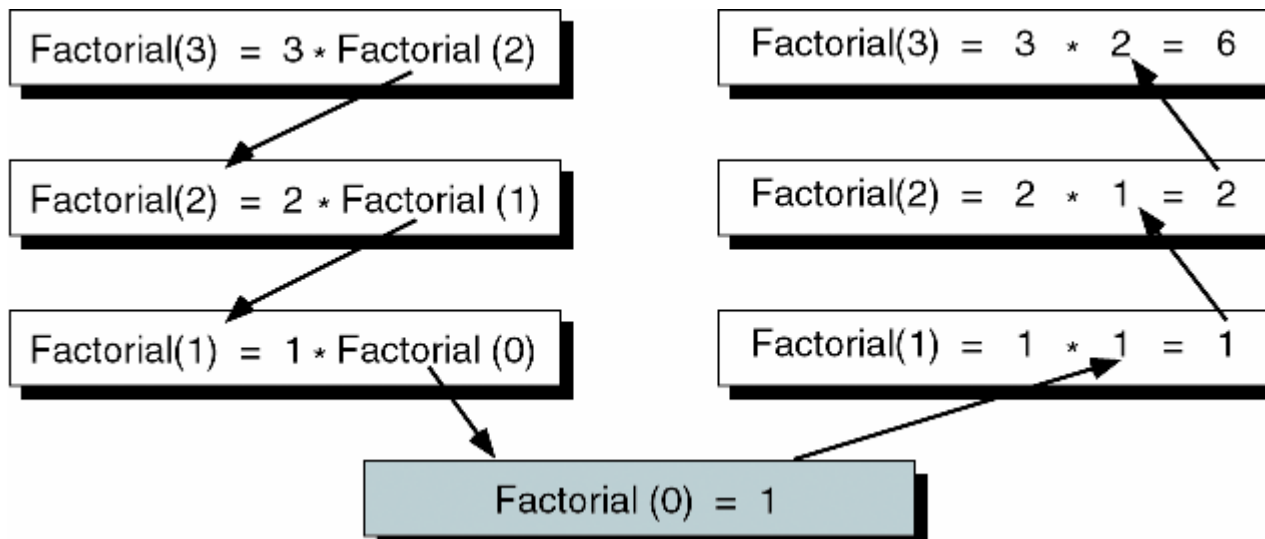 Factorial(3) = 3 * Factorial (2)
Factorial(2) = 2 * Factorial (1)
Factorial(1) = 1 * Factorial (0)
Factorial (0) = 1
Factorial(1) = 1 * 1 = 1
Factorial(2) = 2 * 1 = 2
Factorial(3) = 3 * 2 = 6